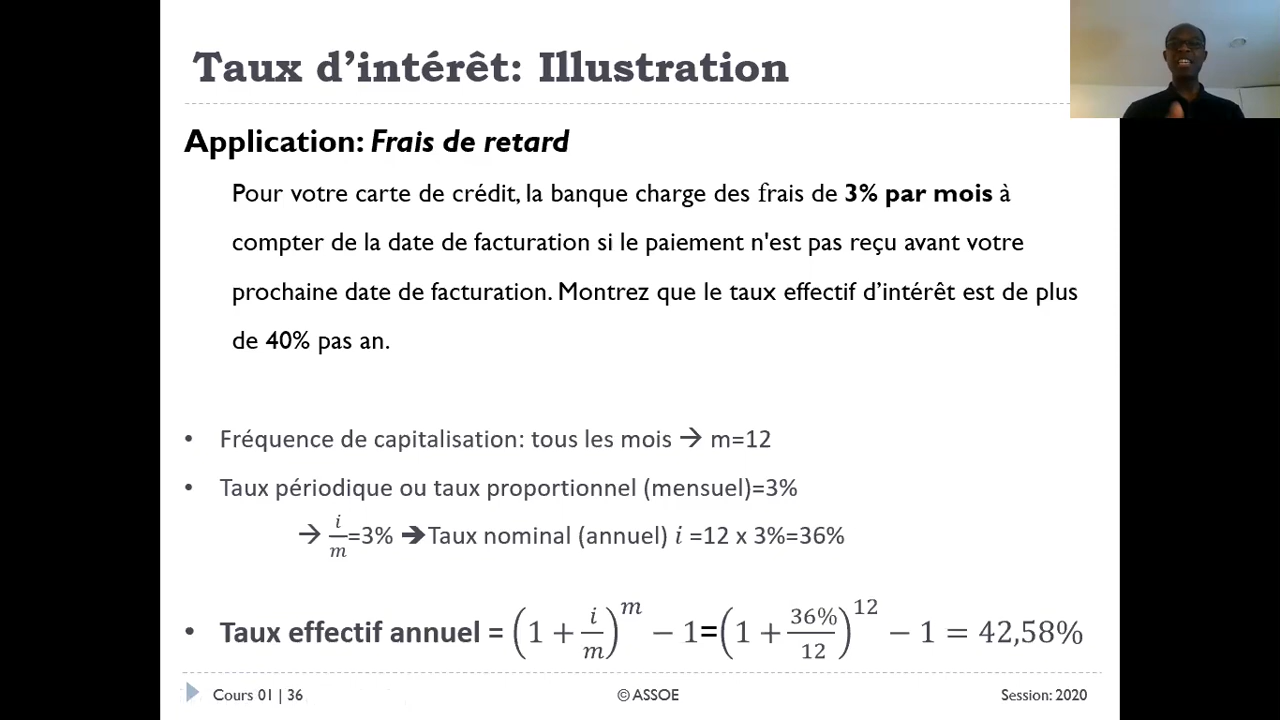 Taux d’intérêt: Illustration
Application: Frais de retard
Pour votre carte de crédit, la banque charge des frais de 3% par mois à
compter de la date de facturation si le paiement n'est pas reçu avant votre
prochaine date de facturation. Montrez que le taux effectif d’intérêt est de plus
de 40% pas an.
• Fréquence de capitalisation: tous les mois → m=12
• Taux périodique ou taux proportionnel (mensuel)=3%
→ i/m=3% ➔Taux nominal (annuel) i =12 x 3%=36%
• Taux effectif annuel = (1 + i/m)^m − 1=(1 + 36%/12)^12 − 1 = 42,58%
Cours 01 | 36
© ASSOE
Session: 2020